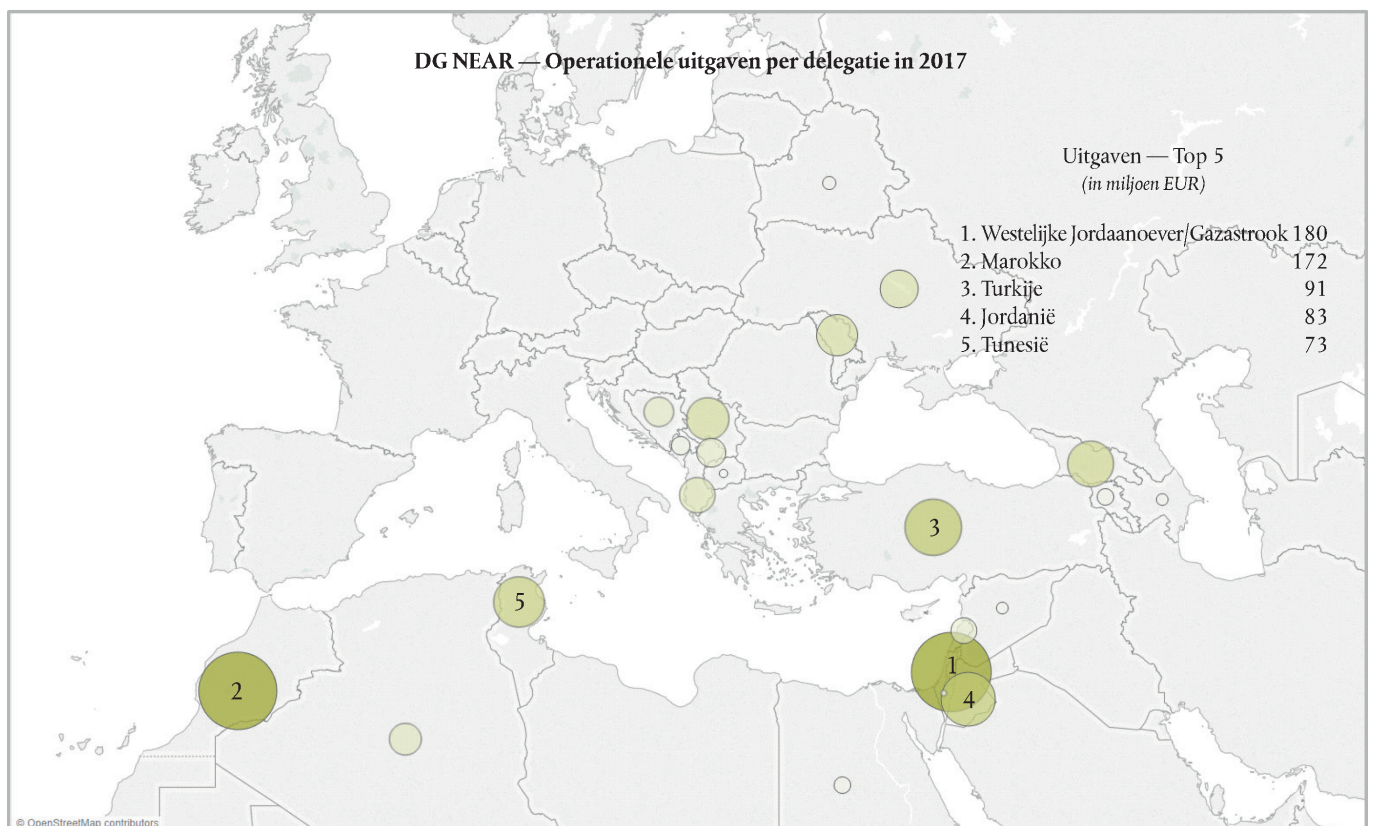 DG NEAR — Operationele uitgaven per delegatie in 2017
Uitgaven — Top 5
(in miljoen EUR)
1. Westelijke Jordaanoever/Gazastrook 180
2. Marokko 172
3. Turkije 91
4. Jordanië 83
5. Tunesië 73
3
5
1
2
4
© OpenStreetMap contributors